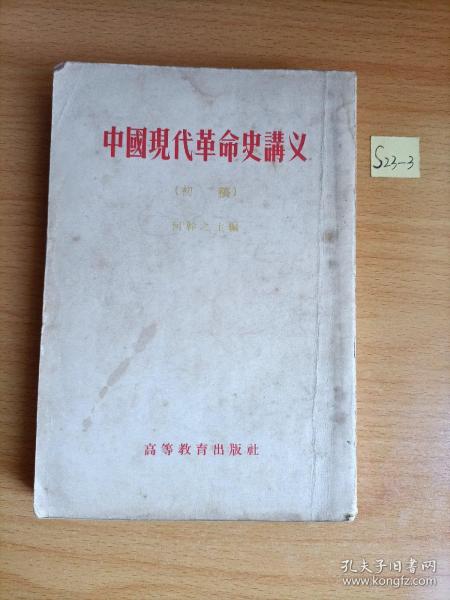 中國現代革命史講义
(初 稿)
何幹之主編
高等教育出版社
S23-3
孔夫子旧书网
www.kongfz.com